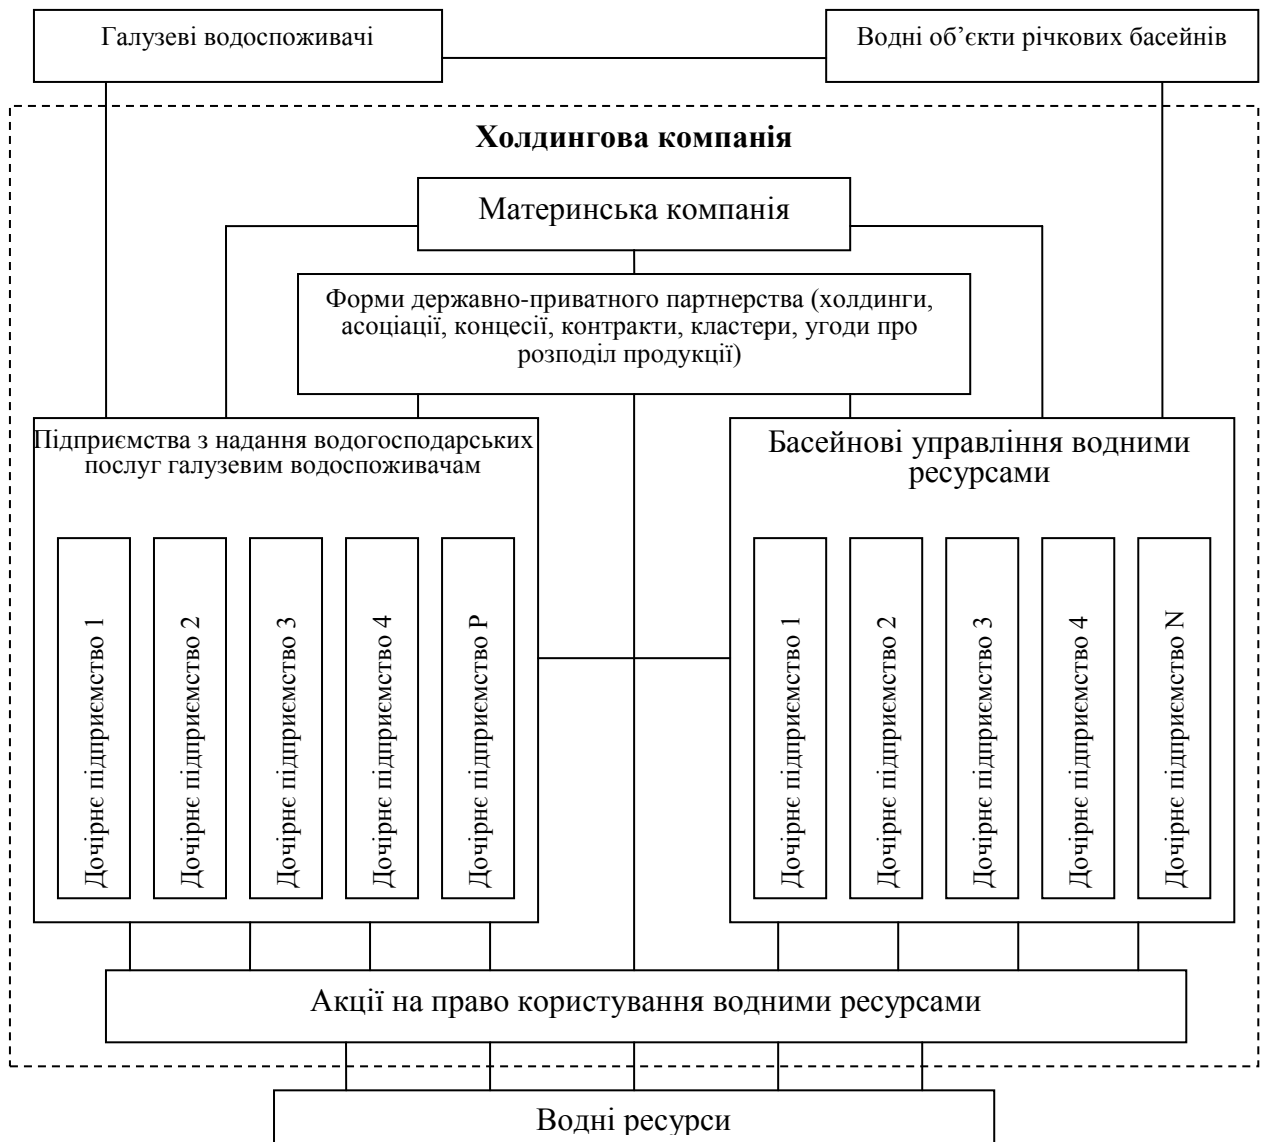 Галузеві водоспоживачі
Водні об’єкти річкових басейнів
Холдингова компанія
Материнська компанія
Форми державно-приватного партнерства (холдинги,
асоціації, концесії, контракти, кластери, угоди про
розподіл продукції)
Підприємства з надання водогосподарських
послуг галузевим водоспоживачам
Басейнові управління водними
ресурсами
Дочірнє підприємство 1
Дочірнє підприємство 2
Дочірнє підприємство 3
Дочірнє підприємство 4
Дочірнє підприємство P
Дочірнє підприємство 1
Дочірнє підприємство 2
Дочірнє підприємство 3
Дочірнє підприємство 4
Дочірнє підприємство N
Акції на право користування водними ресурсами
Водні ресурси